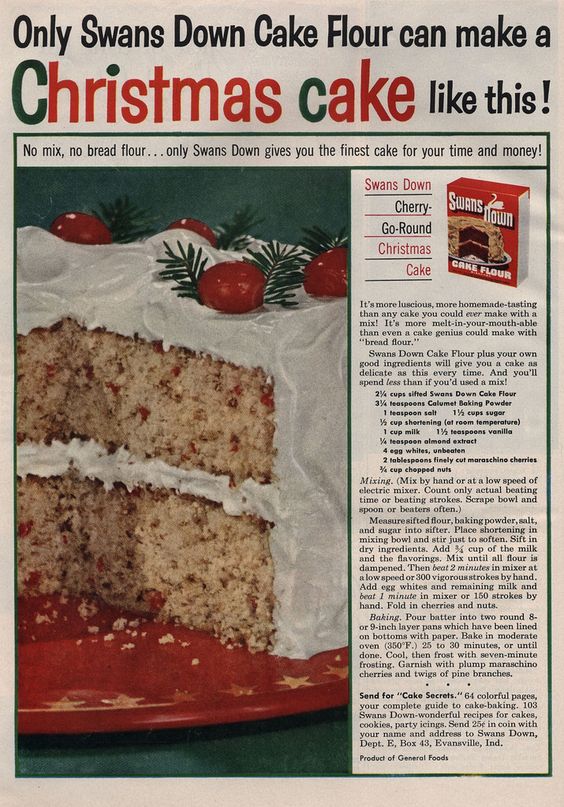 Only Swans Down Cake Flour can make a
Christmas cake like this!
No mix, no bread flour...only Swans Down gives you the finest cake for your time and money!
Swans Down
Cherry-
Go-Round
Christmas
Cake
Swans Down
CAKE FLOUR
It's more luscious, more homemade-tasting
than any cake you could ever make with a
mix! It's more melt-in-your-mouth-able
than even a cake genius could make with
"bread flour."
Swans Down Cake Flour plus your own
good ingredients will give you a cake as
delicate as this every time. And you'll
spend less than if you'd used a mix!
2¼ cups sifted Swans Down Cake Flour
3¼ teaspoons Calumet Baking Powder
1 teaspoon salt 1½ cups sugar
½ cup shortening (at room temperature)
1 cup milk 1½ teaspoons vanilla
¼ teaspoon almond extract
4 egg whites, unbeaten
2 tablespoons finely cut maraschino cherries
¾ cup chopped nuts
Mixing. (Mix by hand or at a low speed of
electric mixer. Count only actual beating
time or beating strokes. Scrape bowl and
spoon or beaters often.)
Measure sifted flour, baking powder, salt,
and sugar into sifter. Place shortening in
mixing bowl and stir just to soften. Sift in
dry ingredients. Add ¾ cup of the milk
and the flavorings. Mix until all flour is
dampened. Then beat 2 minutes in mixer at
a low speed or 300 vigorous strokes by hand.
Add egg whites and remaining milk and
beat 1 minute in mixer or 150 strokes by
hand. Fold in cherries and nuts.
Baking. Pour batter into two round 8-
or 9-inch layer pans which have been lined
on bottoms with paper. Bake in moderate
oven (350°F.) 25 to 30 minutes, or until
done. Cool, then frost with seven-minute
frosting. Garnish with plump maraschino
cherries and twigs of pine branches.
• • •
Send for "Cake Secrets." 64 colorful pages,
your complete guide to cake-baking. 103
Swans Down-wonderful recipes for cakes,
cookies, party icings. Send 25¢ in coin with
your name and address to Swans Down,
Dept. E, Box 43, Evansville, Ind.
Product of General Foods